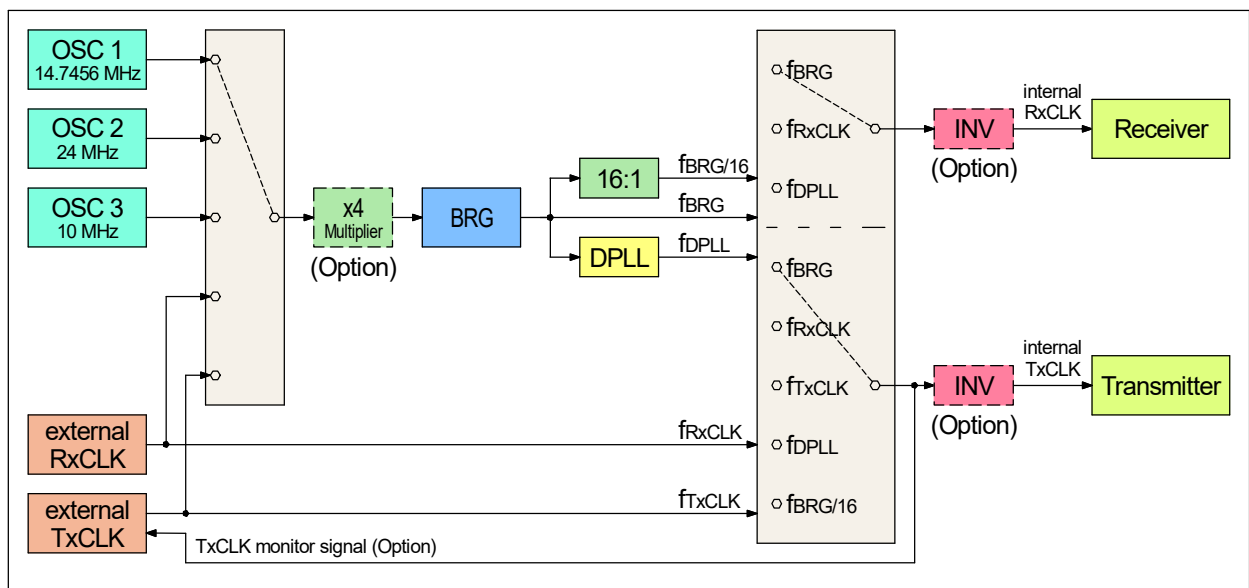 OSC 1
14.7456 MHz
OSC 2
24 MHz
OSC 3
10 MHz
external
RxCLK
external
TxCLK
x4
Multiplier
(Option)
BRG
16:1
DPLL
fBRG/16
fBRG
fDPLL
fRxCLK
fTxCLK
TxCLK monitor signal (Option)
fBRG
fRxCLK
fDPLL
fBRG
fRxCLK
fTxCLK
fDPLL
fBRG/16
INV
(Option)
internal
RxCLK
Receiver
INV
(Option)
internal
TxCLK
Transmitter